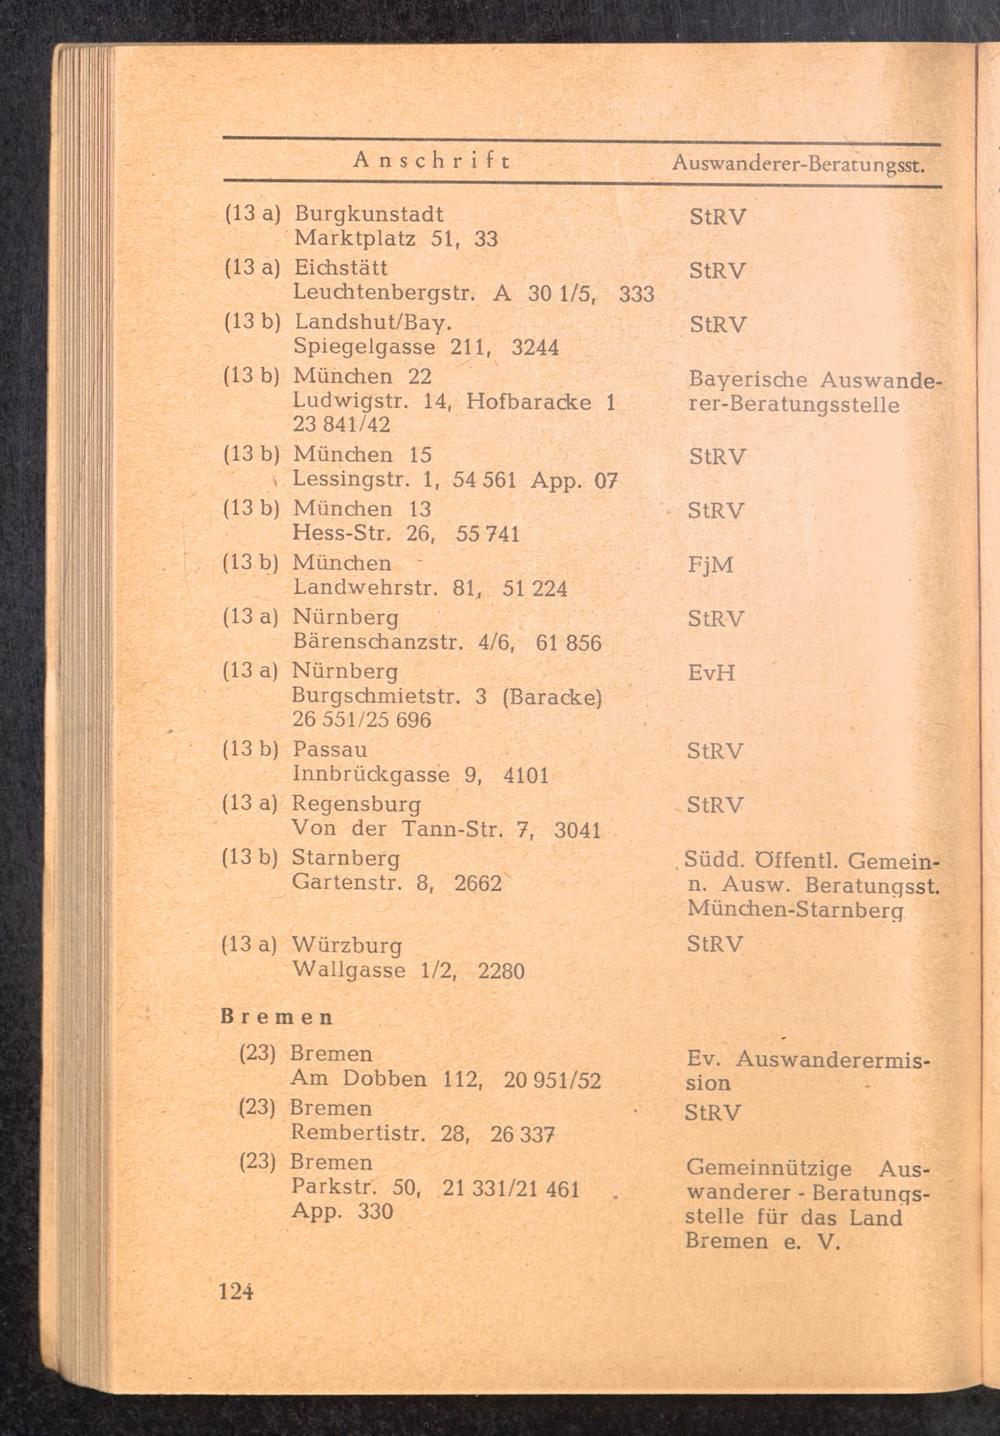 Anschrift Auswanderer-Beratungsst.
(13 a) Burgkunstadt StRV
Marktplatz 51, 33
(13 a) Eichstätt StRV
Leuchtenbergstr. A 30 1/5, 333
(13 b) Landshut/Bay. StRV
Spiegelgasse 211, 3244
(13 b) München 22 Bayerische Auswande-
Ludwigstr. 14, Hofbaracke 1 rer-Beratungsstelle
23 841/42
(13 b) München 15 StRV
Lessingstr. 1, 54 561 App. 07
(13 b) München 13 StRV
Hess-Str. 26, 55 741
(13 b) München FjM
Landwehrstr. 81, 51 224
(13 a) Nürnberg StRV
Bärenschanzstr. 4/6, 61 856
(13 a) Nürnberg EvH
Burgschmietstr. 3 (Baracke)
26 551/25 696
(13 b) Passau StRV
Innbrückgasse 9, 4101
(13 a) Regensburg StRV
Von der Tann-Str. 7, 3041
(13 b) Starnberg Südd. Öffentl. Gemein-
Gartenstr. 8, 2662 n. Ausw. Beratungsst.
München-Starnberg
(13 a) Würzburg StRV
Wallgasse 1/2, 2280
Bremen
(23) Bremen Ev. Auswanderermis-
Am Dobben 112, 20 951/52 sion
(23) Bremen StRV
Rembertistr. 28, 26 337
(23) Bremen Gemeinnützige Aus-
Parkstr. 50, 21 331/21 461 wanderer - Beratungs-
App. 330 stelle für das Land
Bremen e. V.
124